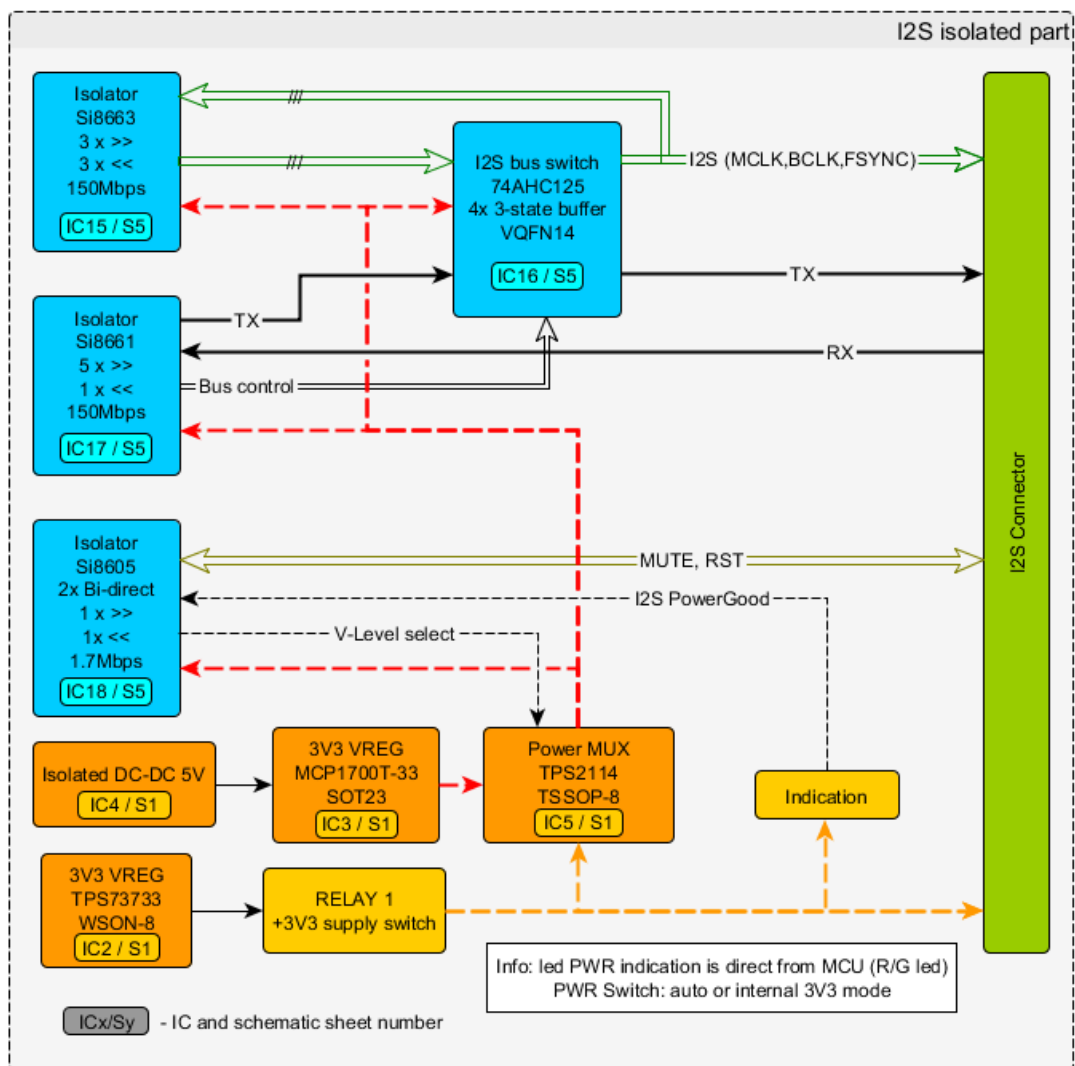 I2S isolated part
Isolator
Si8663
3 x >>
3 x <<
150Mbps
IC15 / S5
///
///
I2S bus switch
74AHC125
4x 3-state buffer
VQFN14
IC16 / S5
I2S (MCLK,BCLK,FSYNC)
TX
Isolator
Si8661
5 x >>
1 x <<
150Mbps
IC17 / S5
TX
RX
Bus control
I2S Connector
Isolator
Si8605
2x Bi-direct
1 x >>
1x <<
1.7Mbps
IC18 / S5
MUTE, RST
I2S PowerGood
V-Level select
Isolated DC-DC 5V
IC4 / S1
3V3 VREG
MCP1700T-33
SOT23
IC3 / S1
Power MUX
TPS2114
TSSOP-8
IC5 / S1
Indication
3V3 VREG
TPS73733
WSON-8
IC2 / S1
RELAY 1
+3V3 supply switch
Info: led PWR indication is direct from MCU (R/G led)
PWR Switch: auto or internal 3V3 mode
ICx/Sy - IC and schematic sheet number